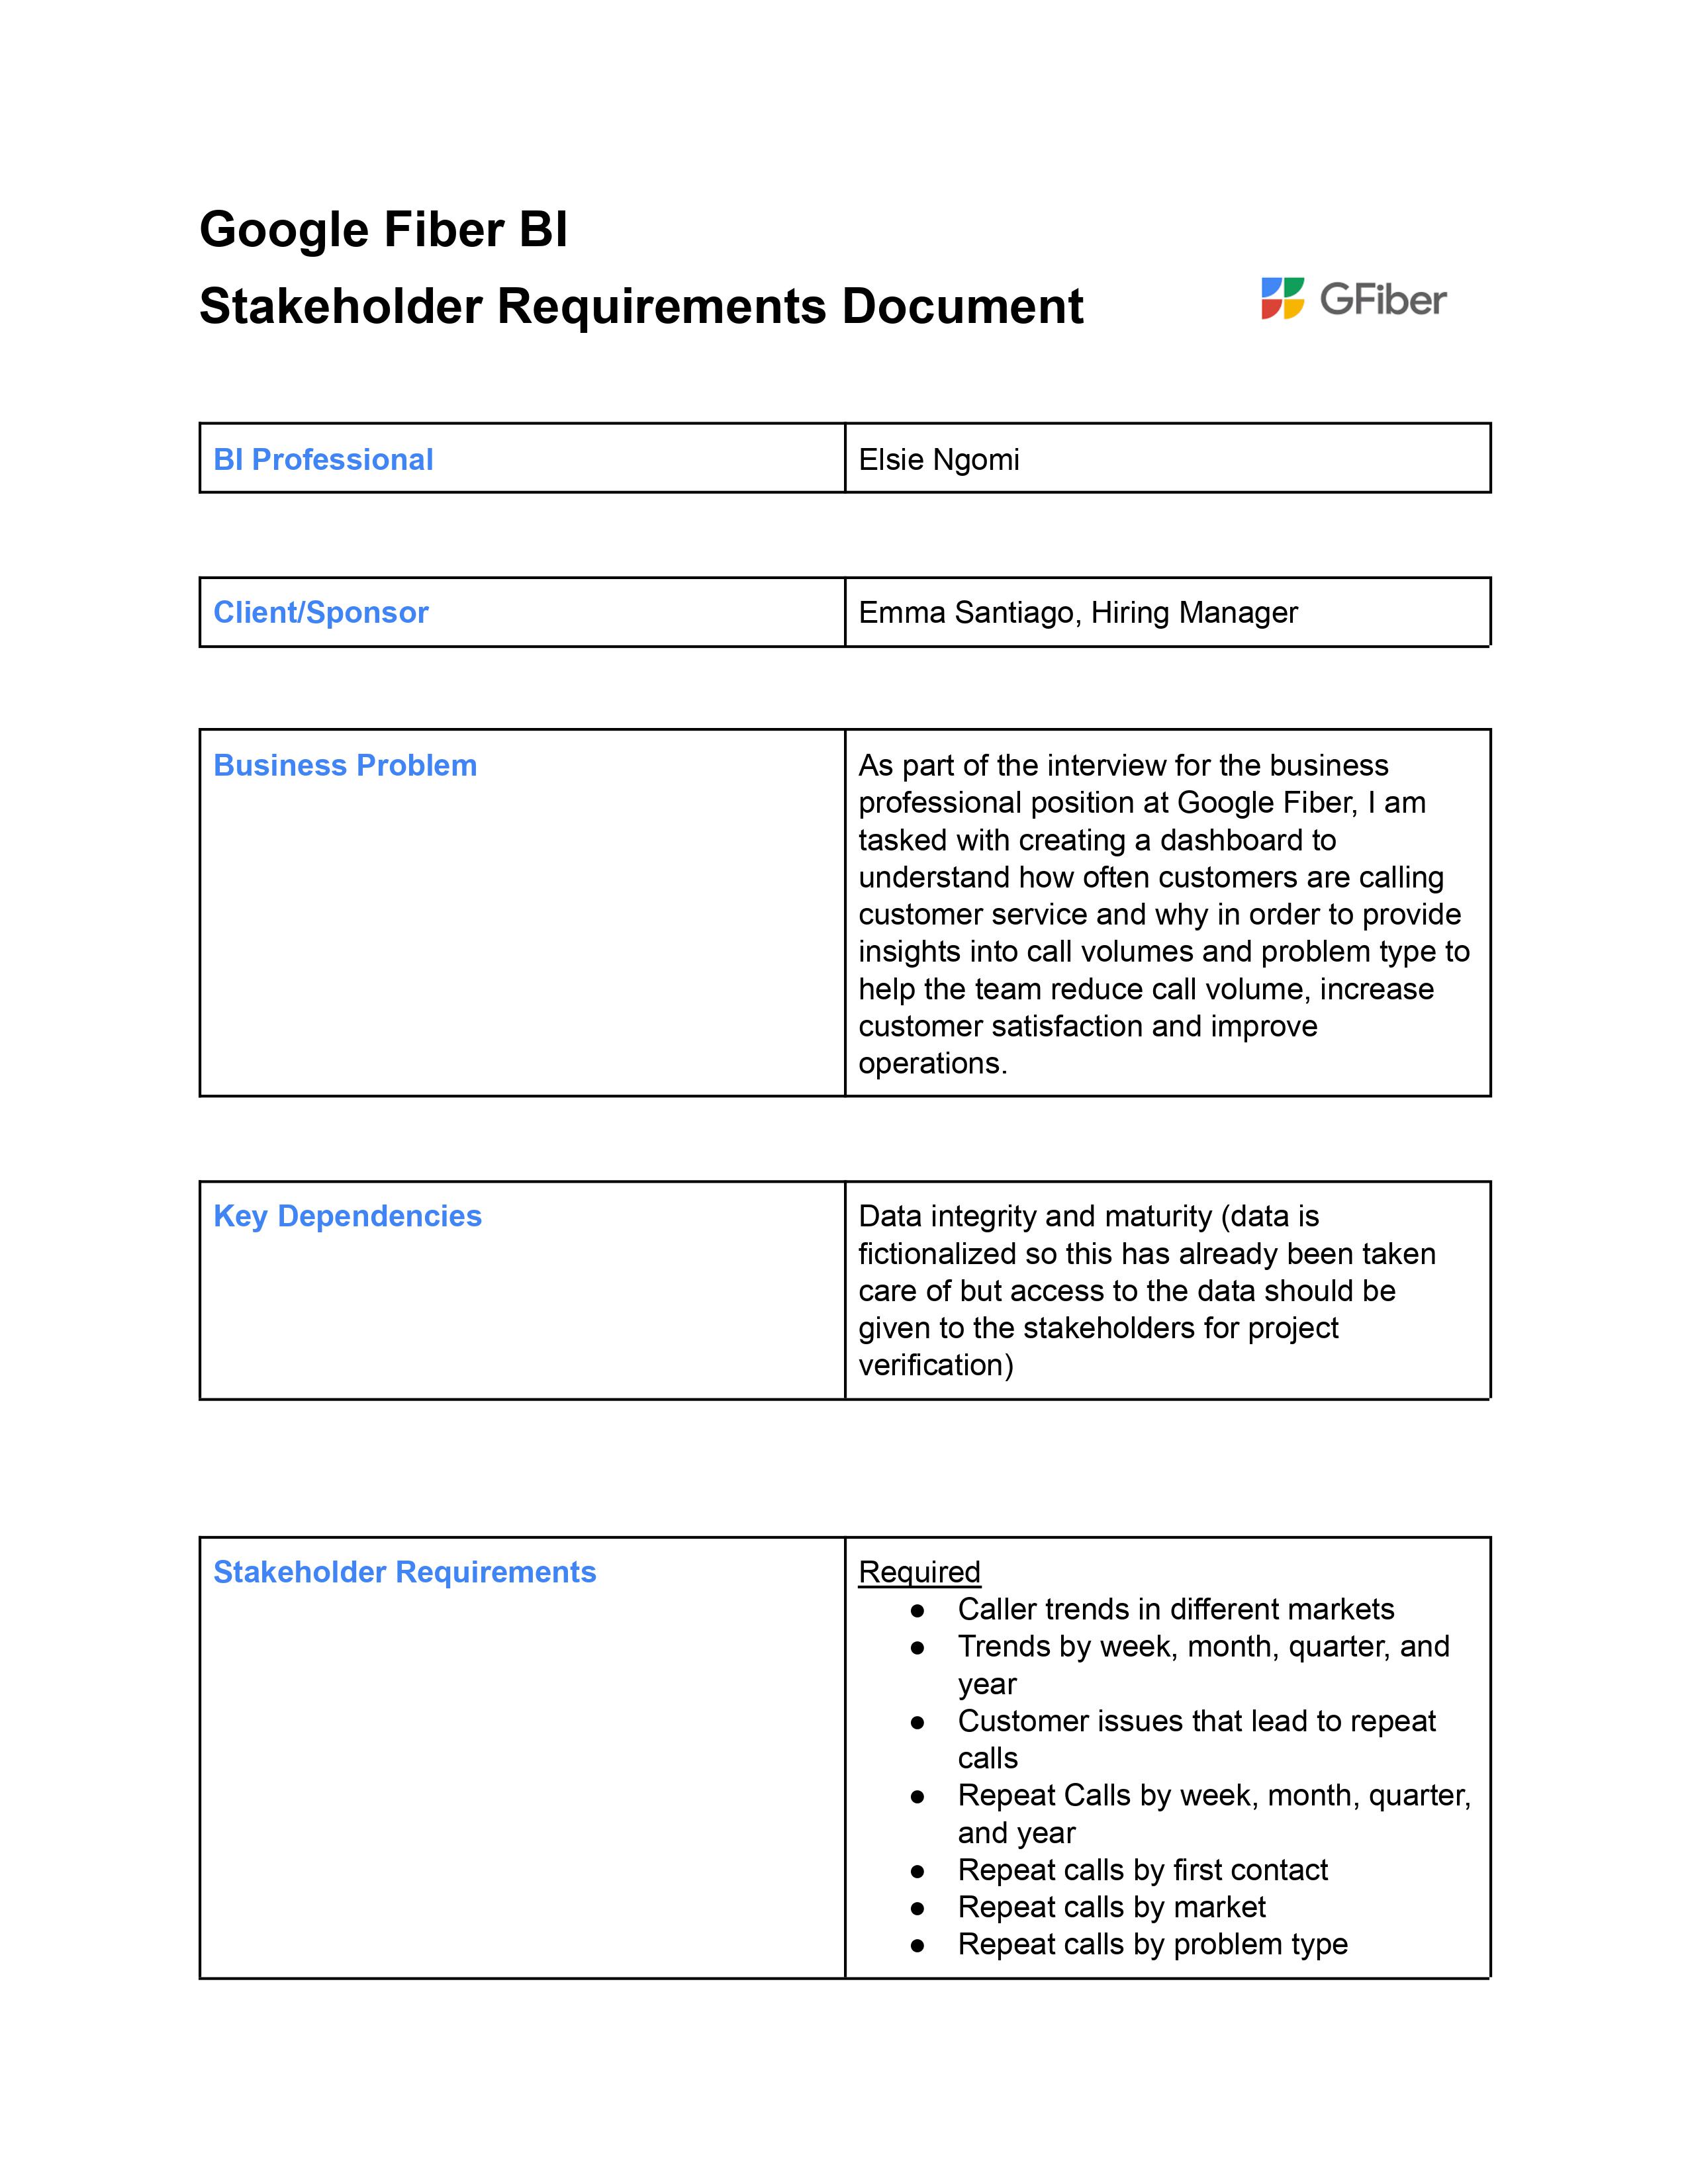 Google Fiber BI
Stakeholder Requirements Document
GFiber
BI Professional
Elsie Ngomi
Client/Sponsor
Emma Santiago, Hiring Manager
Business Problem
As part of the interview for the business
professional position at Google Fiber, I am
tasked with creating a dashboard to
understand how often customers are calling
customer service and why in order to provide
insights into call volumes and problem type to
help the team reduce call volume, increase
customer satisfaction and improve
operations.
Key Dependencies
Data integrity and maturity (data is
fictionalized so this has already been taken
care of but access to the data should be
given to the stakeholders for project
verification)
Stakeholder Requirements
Required
● Caller trends in different markets
● Trends by week, month, quarter, and
year
● Customer issues that lead to repeat
calls
● Repeat Calls by week, month, quarter,
and year
● Repeat calls by first contact
● Repeat calls by market
● Repeat calls by problem type